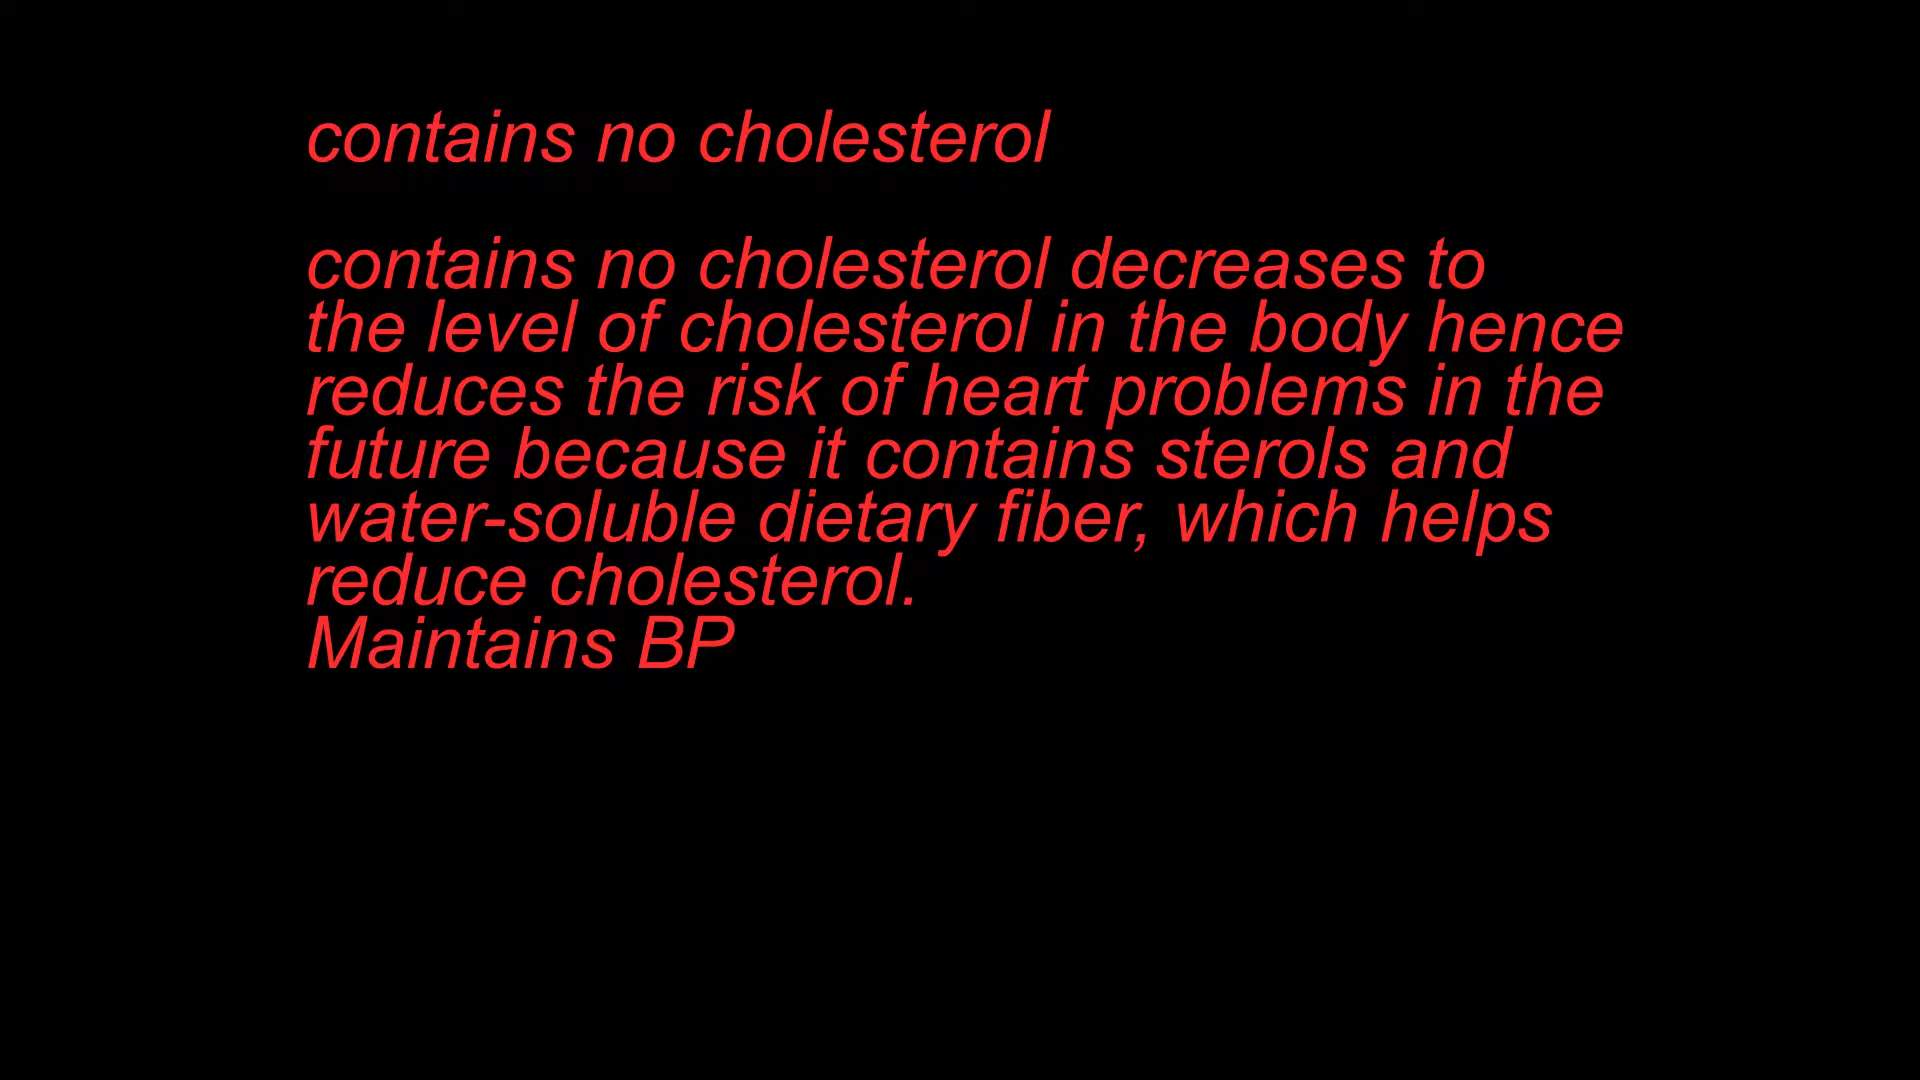 contains no cholesterol
contains no cholesterol decreases to
the level of cholesterol in the body hence
reduces the risk of heart problems in the
future because it contains sterols and
water-soluble dietary fiber, which helps
reduce cholesterol.
Maintains BP